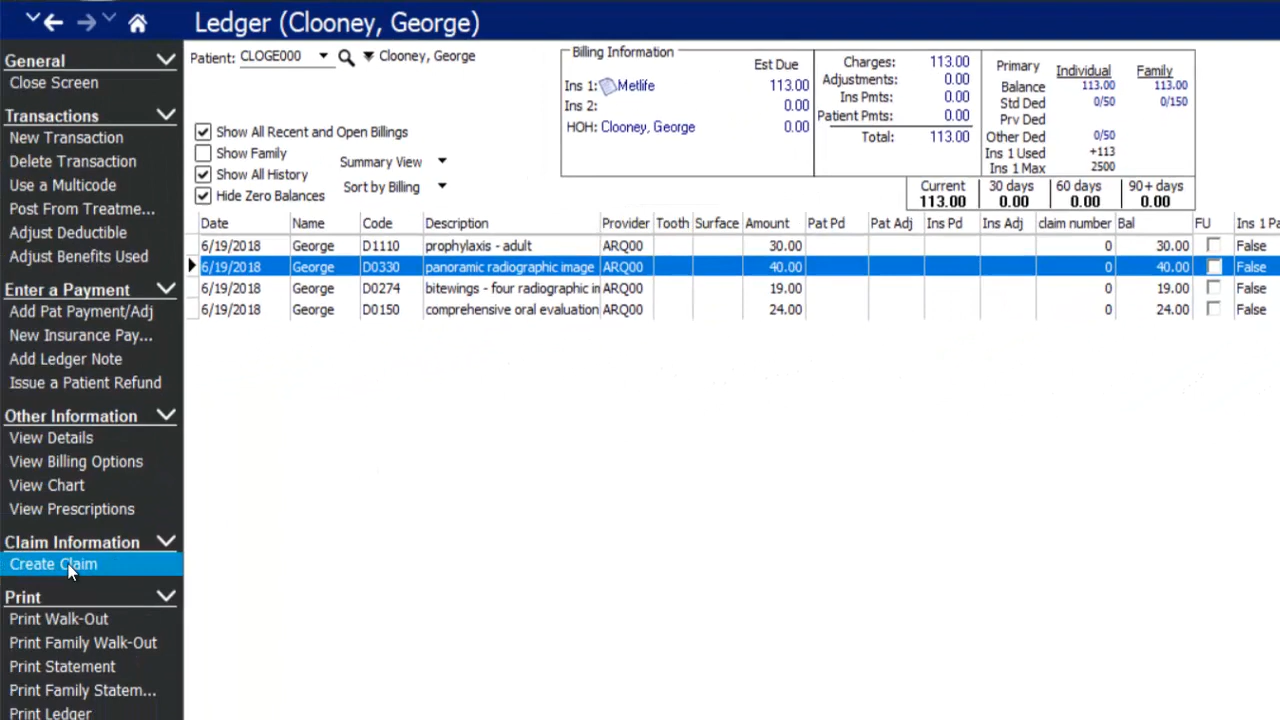 Ledger (Clooney, George)
General
Close Screen
Transactions
New Transaction
Delete Transaction
Use a Multicode
Post From Treatme...
Adjust Deductible
Adjust Benefits Used
Enter a Payment
Add Pat Payment/Adj
New Insurance Pay...
Add Ledger Note
Issue a Patient Refund
Other Information
View Details
View Billing Options
View Chart
View Prescriptions
Claim Information
Create Claim
Print
Print Walk-Out
Print Family Walk-Out
Print Statement
Print Family Statem...
Print Ledger
Patient: CLOGE000 Clooney, George
Show All Recent and Open Billings
Show Family
Show All History
Hide Zero Balances
Summary View
Sort by Billing
Billing Information
Est Due
Ins 1: Metlife 113.00
Ins 2: 0.00
HOH: Clooney, George 0.00
Charges: 113.00
Adjustments: 0.00
Ins Pmts: 0.00
Patient Pmts: 0.00
Total: 113.00
Primary Individual Family
Balance 113.00 113.00
Std Ded 0/50 0/150
Prv Ded
Other Ded 0/50
Ins 1 Used +113
Ins 1 Max 2500
Current 30 days 60 days 90+ days
113.00 0.00 0.00 0.00
Date Name Code Description Provider Tooth Surface Amount Pat Pd Pat Adj Ins Pd Ins Adj claim number Bal FU Ins 1 Pa
6/19/2018 George D1110 prophylaxis - adult ARQ00 30.00 0 30.00 False
6/19/2018 George D0330 panoramic radiographic image ARQ00 40.00 0 40.00 False
6/19/2018 George D0274 bitewings - four radiographic in ARQ00 19.00 0 19.00 False
6/19/2018 George D0150 comprehensive oral evaluation ARQ00 24.00 0 24.00 False